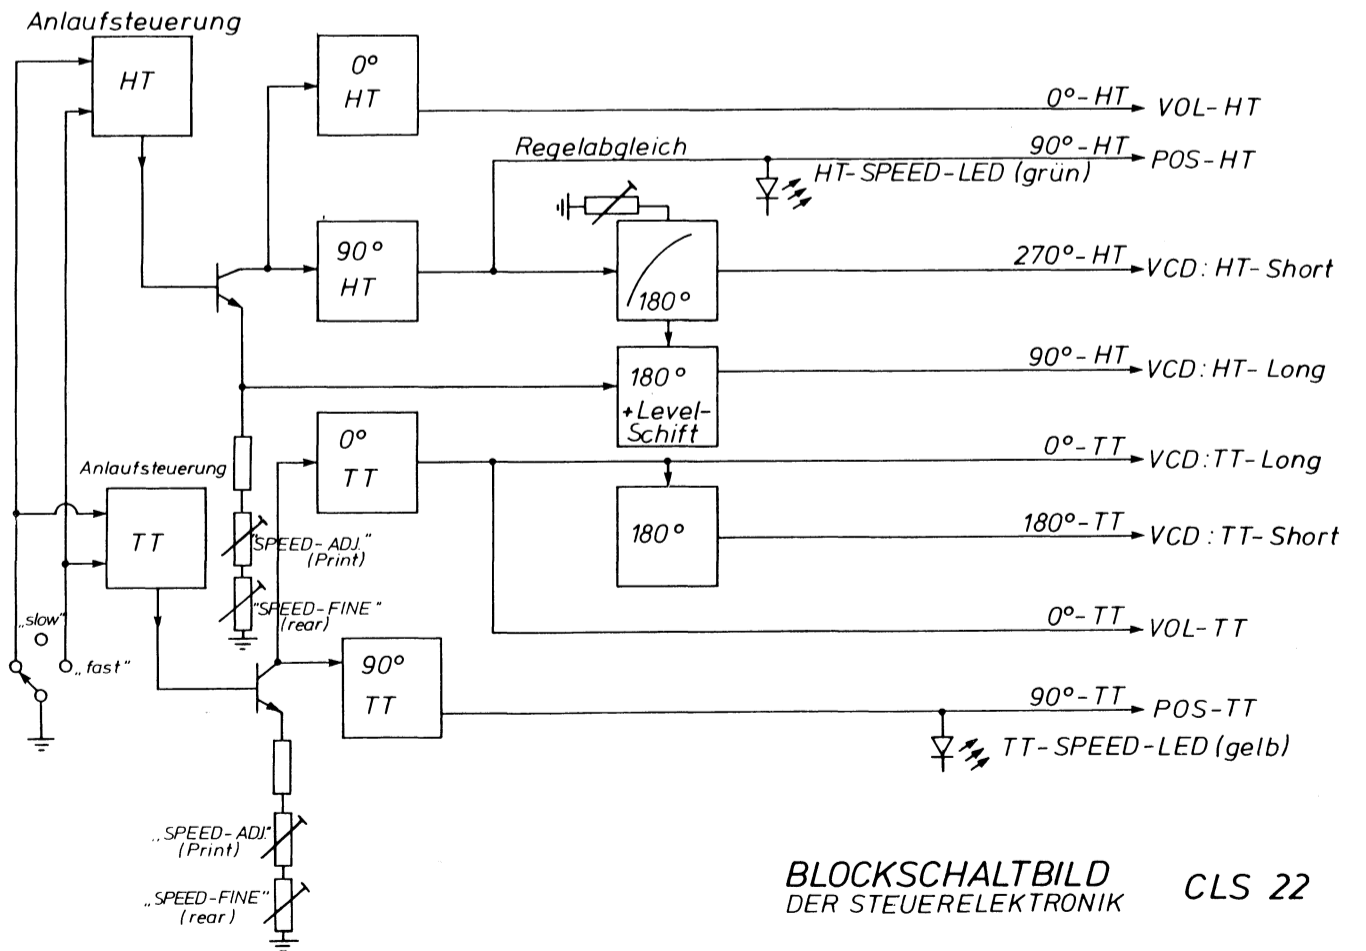 Anlaufsteuerung
HT
0°
HT
0°-HT
VOL-HT
Regelabgleich
90°-HT
POS-HT
HT-SPEED-LED (grün)
90°
HT
180°
270°-HT
VCD: HT-Short
180°
+Level-
Schift
90°-HT
VCD: HT-Long
Anlaufsteuerung
TT
0°
TT
0°-TT
VCD: TT-Long
180°
180°-TT
VCD: TT-Short
"SPEED-ADJ."
(Print)
"SPEED-FINE"
(rear)
0°-TT
VOL-TT
„slow"
„fast"
90°
TT
90°-TT
POS-TT
TT-SPEED-LED (gelb)
„SPEED-ADJ."
(Print)
„SPEED-FINE"
(rear)
BLOCKSCHALTBILD
DER STEUERELEKTRONIK
CLS 22